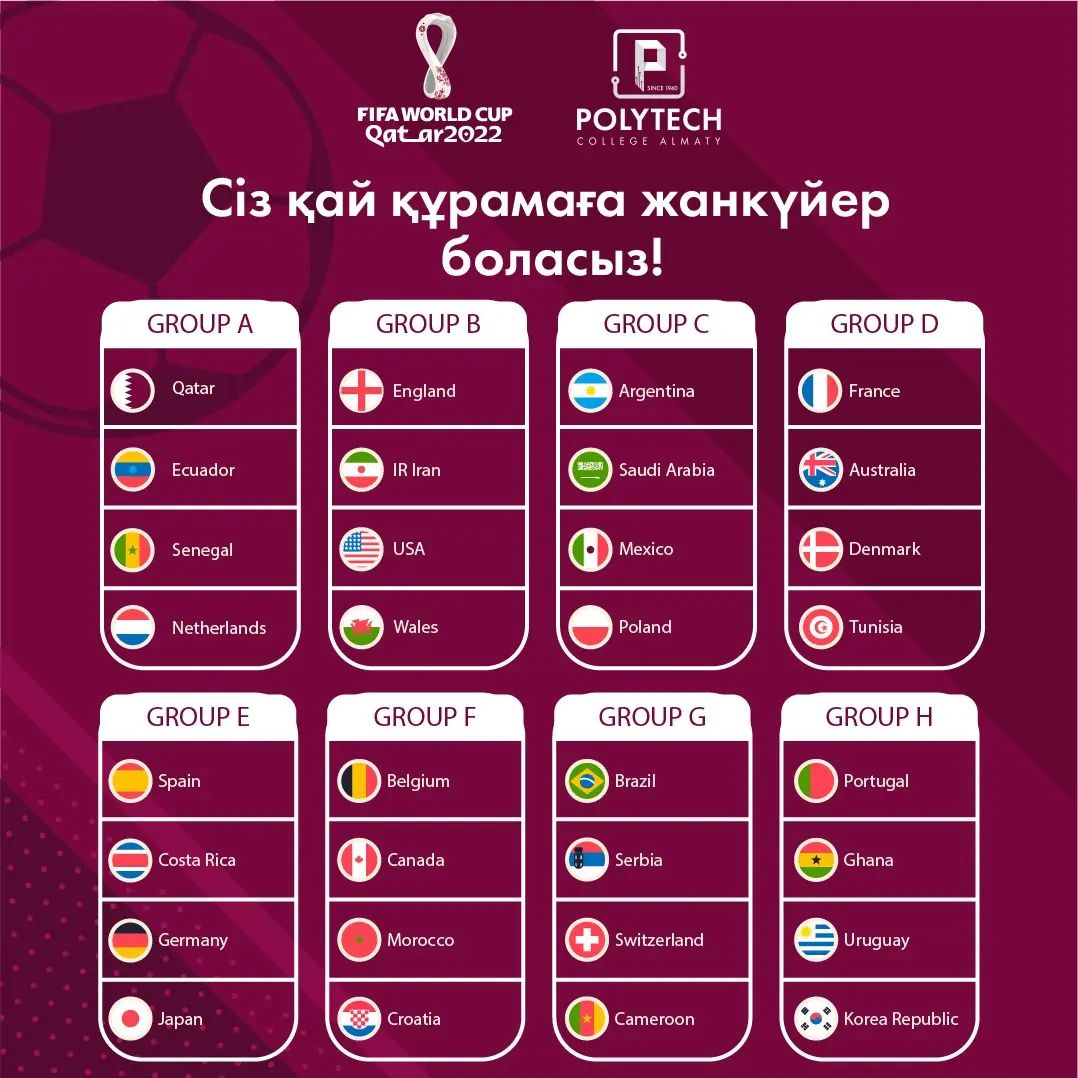 FIFA WORLD CUP
Qatar2022
P
SINCE 1940
POLYTECH
COLLEGE ALMATY
Сіз қай құрамаға жанкүйер
боласыз!
GROUP A
Qatar
Ecuador
Senegal
Netherlands
GROUP B
England
IR Iran
USA
Wales
GROUP C
Argentina
Saudi Arabia
Mexico
Poland
GROUP D
France
Australia
Denmark
Tunisia
GROUP E
Spain
Costa Rica
Germany
Japan
GROUP F
Belgium
Canada
Morocco
Croatia
GROUP G
Brazil
Serbia
Switzerland
Cameroon
GROUP H
Portugal
Ghana
Uruguay
Korea Republic